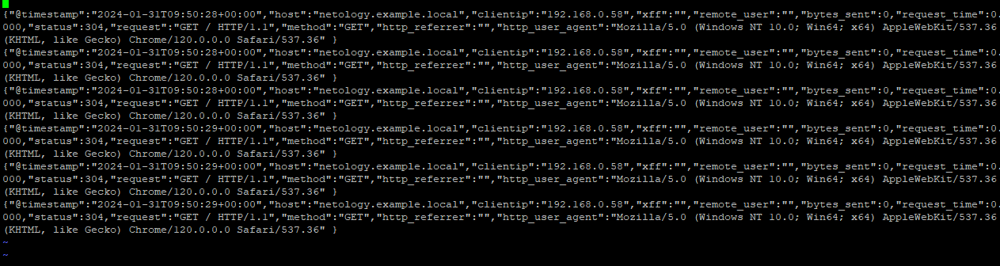 {"@timestamp":"2024-01-31T09:50:28+00:00","host":"netology.example.local","clientip":"192.168.0.58","xff":"","remote_user":"","bytes_sent":0,"request_time":0.
000,"status":304,"request":"GET / HTTP/1.1","method":"GET","http_referrer":"","http_user_agent":"Mozilla/5.0 (Windows NT 10.0; Win64; x64) AppleWebKit/537.36
(KHTML, like Gecko) Chrome/120.0.0.0 Safari/537.36" }
{"@timestamp":"2024-01-31T09:50:28+00:00","host":"netology.example.local","clientip":"192.168.0.58","xff":"","remote_user":"","bytes_sent":0,"request_time":0.
000,"status":304,"request":"GET / HTTP/1.1","method":"GET","http_referrer":"","http_user_agent":"Mozilla/5.0 (Windows NT 10.0; Win64; x64) AppleWebKit/537.36
(KHTML, like Gecko) Chrome/120.0.0.0 Safari/537.36" }
{"@timestamp":"2024-01-31T09:50:28+00:00","host":"netology.example.local","clientip":"192.168.0.58","xff":"","remote_user":"","bytes_sent":0,"request_time":0.
000,"status":304,"request":"GET / HTTP/1.1","method":"GET","http_referrer":"","http_user_agent":"Mozilla/5.0 (Windows NT 10.0; Win64; x64) AppleWebKit/537.36
(KHTML, like Gecko) Chrome/120.0.0.0 Safari/537.36" }
{"@timestamp":"2024-01-31T09:50:29+00:00","host":"netology.example.local","clientip":"192.168.0.58","xff":"","remote_user":"","bytes_sent":0,"request_time":0.
000,"status":304,"request":"GET / HTTP/1.1","method":"GET","http_referrer":"","http_user_agent":"Mozilla/5.0 (Windows NT 10.0; Win64; x64) AppleWebKit/537.36
(KHTML, like Gecko) Chrome/120.0.0.0 Safari/537.36" }
{"@timestamp":"2024-01-31T09:50:29+00:00","host":"netology.example.local","clientip":"192.168.0.58","xff":"","remote_user":"","bytes_sent":0,"request_time":0.
000,"status":304,"request":"GET / HTTP/1.1","method":"GET","http_referrer":"","http_user_agent":"Mozilla/5.0 (Windows NT 10.0; Win64; x64) AppleWebKit/537.36
(KHTML, like Gecko) Chrome/120.0.0.0 Safari/537.36" }
{"@timestamp":"2024-01-31T09:50:29+00:00","host":"netology.example.local","clientip":"192.168.0.58","xff":"","remote_user":"","bytes_sent":0,"request_time":0.
000,"status":304,"request":"GET / HTTP/1.1","method":"GET","http_referrer":"","http_user_agent":"Mozilla/5.0 (Windows NT 10.0; Win64; x64) AppleWebKit/537.36
(KHTML, like Gecko) Chrome/120.0.0.0 Safari/537.36" }
~
~